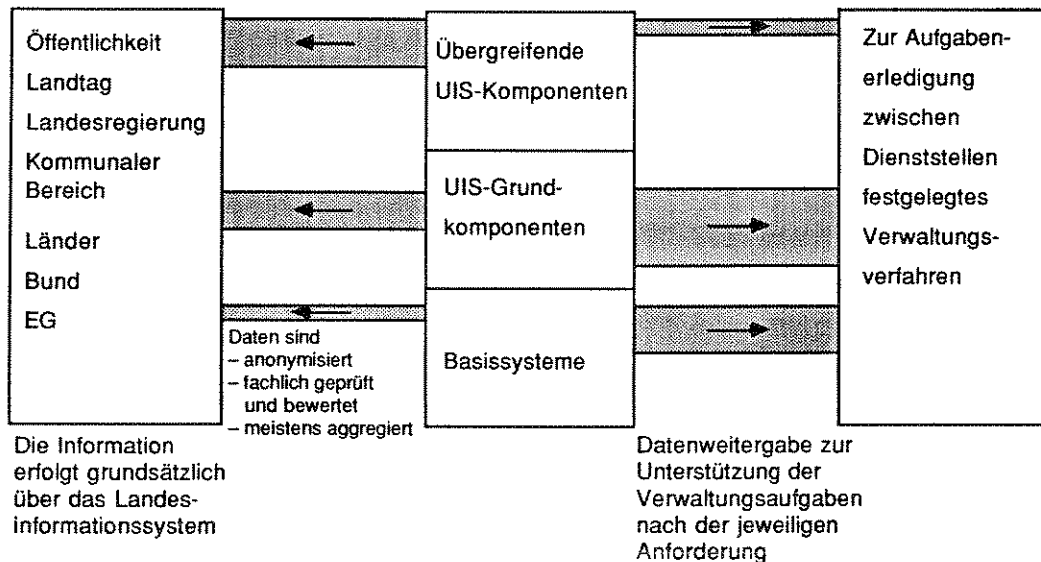 Öffentlichkeit
Landtag
Landesregierung
Kommunaler
Bereich
Länder
Bund
EG
Die Information
erfolgt grundsätzlich
über das Landes-
informationssystem
Daten sind
– anonymisiert
– fachlich geprüft
und bewertet
– meistens aggregiert
Übergreifende
UIS-Komponenten
UIS-Grund-
komponenten
Basissysteme
Zur Aufgaben-
erledigung
zwischen
Dienststellen
festgelegtes
Verwaltungs-
verfahren
Datenweitergabe zur
Unterstützung der
Verwaltungsaufgaben
nach der jeweiligen
Anforderung